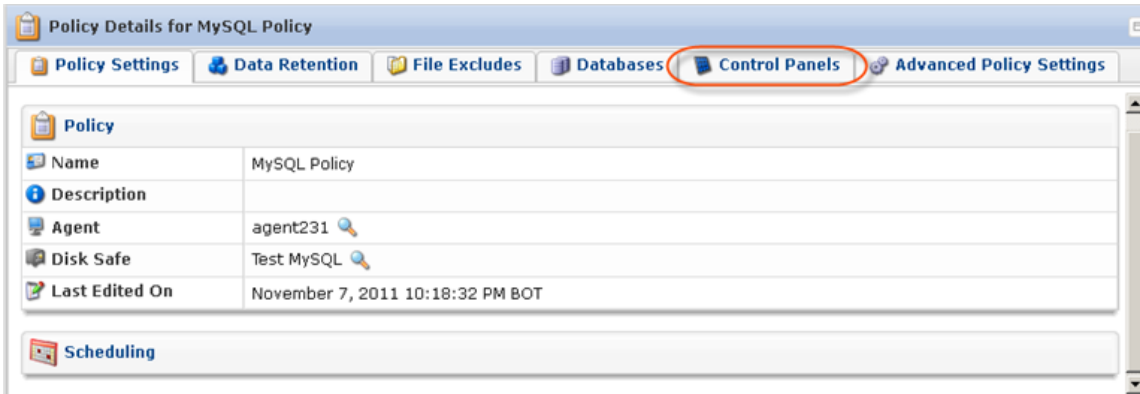 Policy Details for MySQL Policy
Policy Settings Data Retention File Excludes Databases Control Panels Advanced Policy Settings
Policy
Name MySQL Policy
Description
Agent agent231
Disk Safe Test MySQL
Last Edited On November 7, 2011 10:18:32 PM BOT
Scheduling